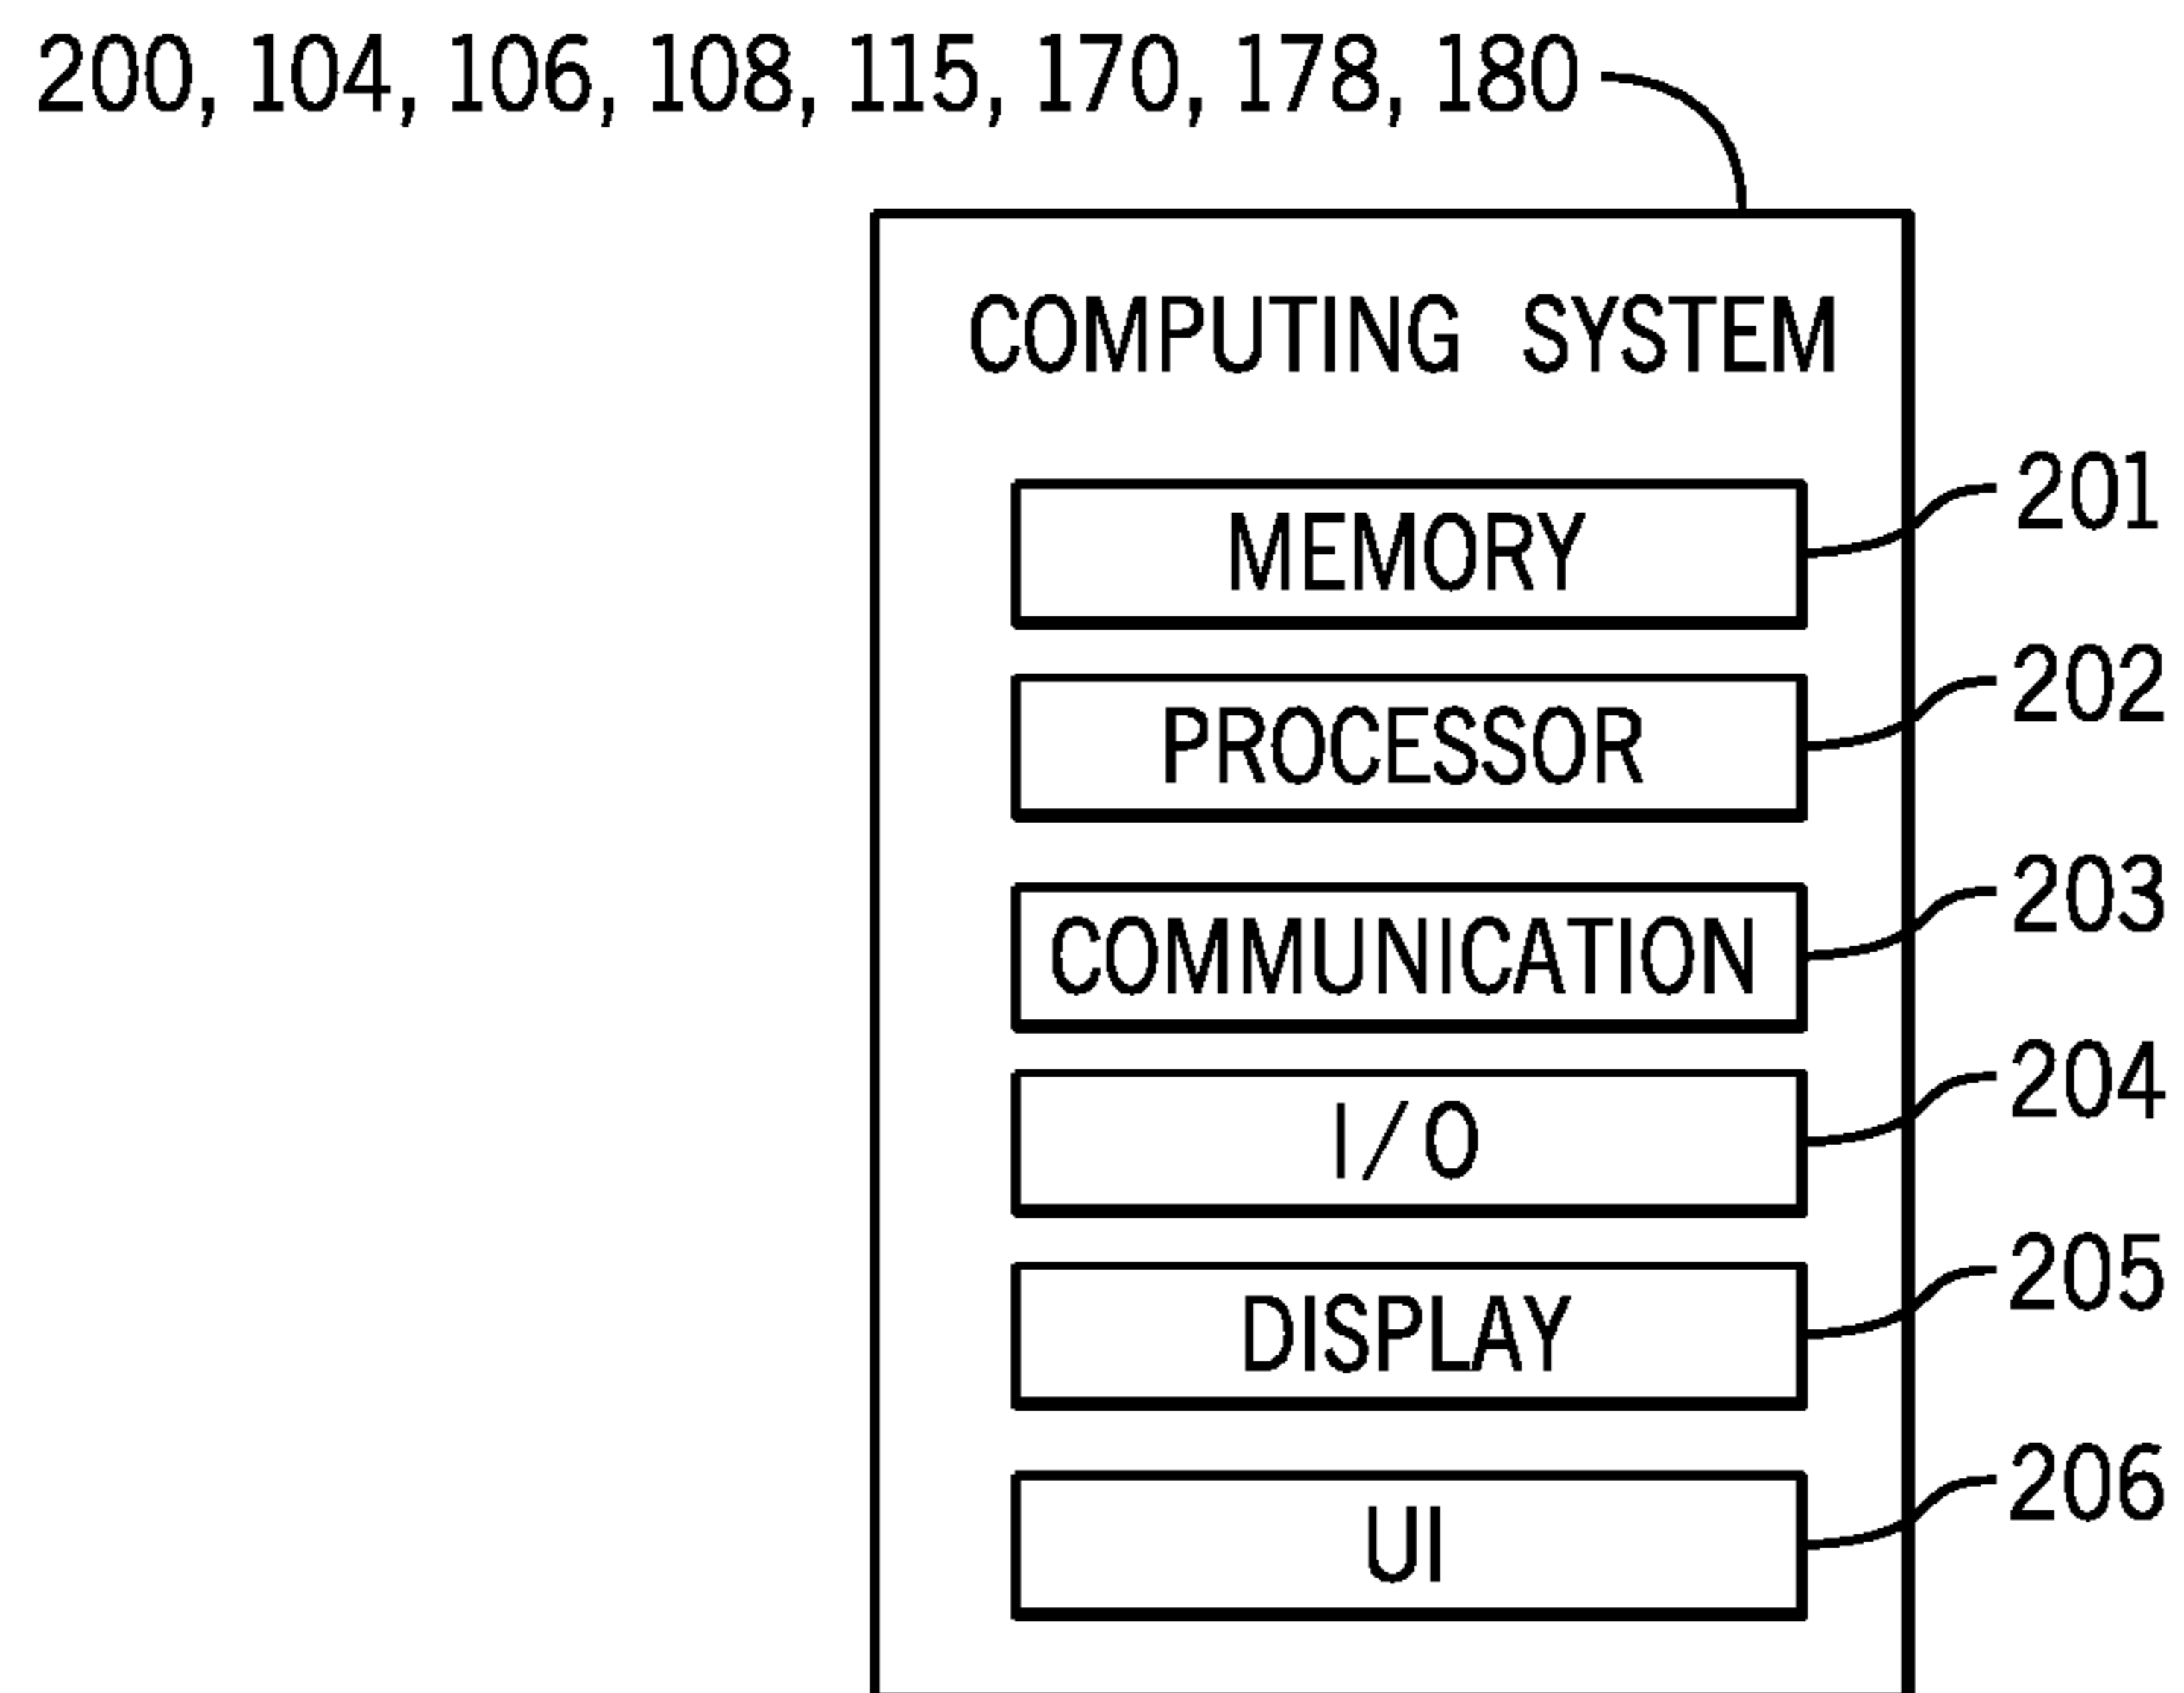 200, 104, 106, 108, 115, 170, 178, 180
COMPUTING SYSTEM
MEMORY
201
PROCESSOR
202
COMMUNICATION
203
I/O
204
DISPLAY
205
UI
206